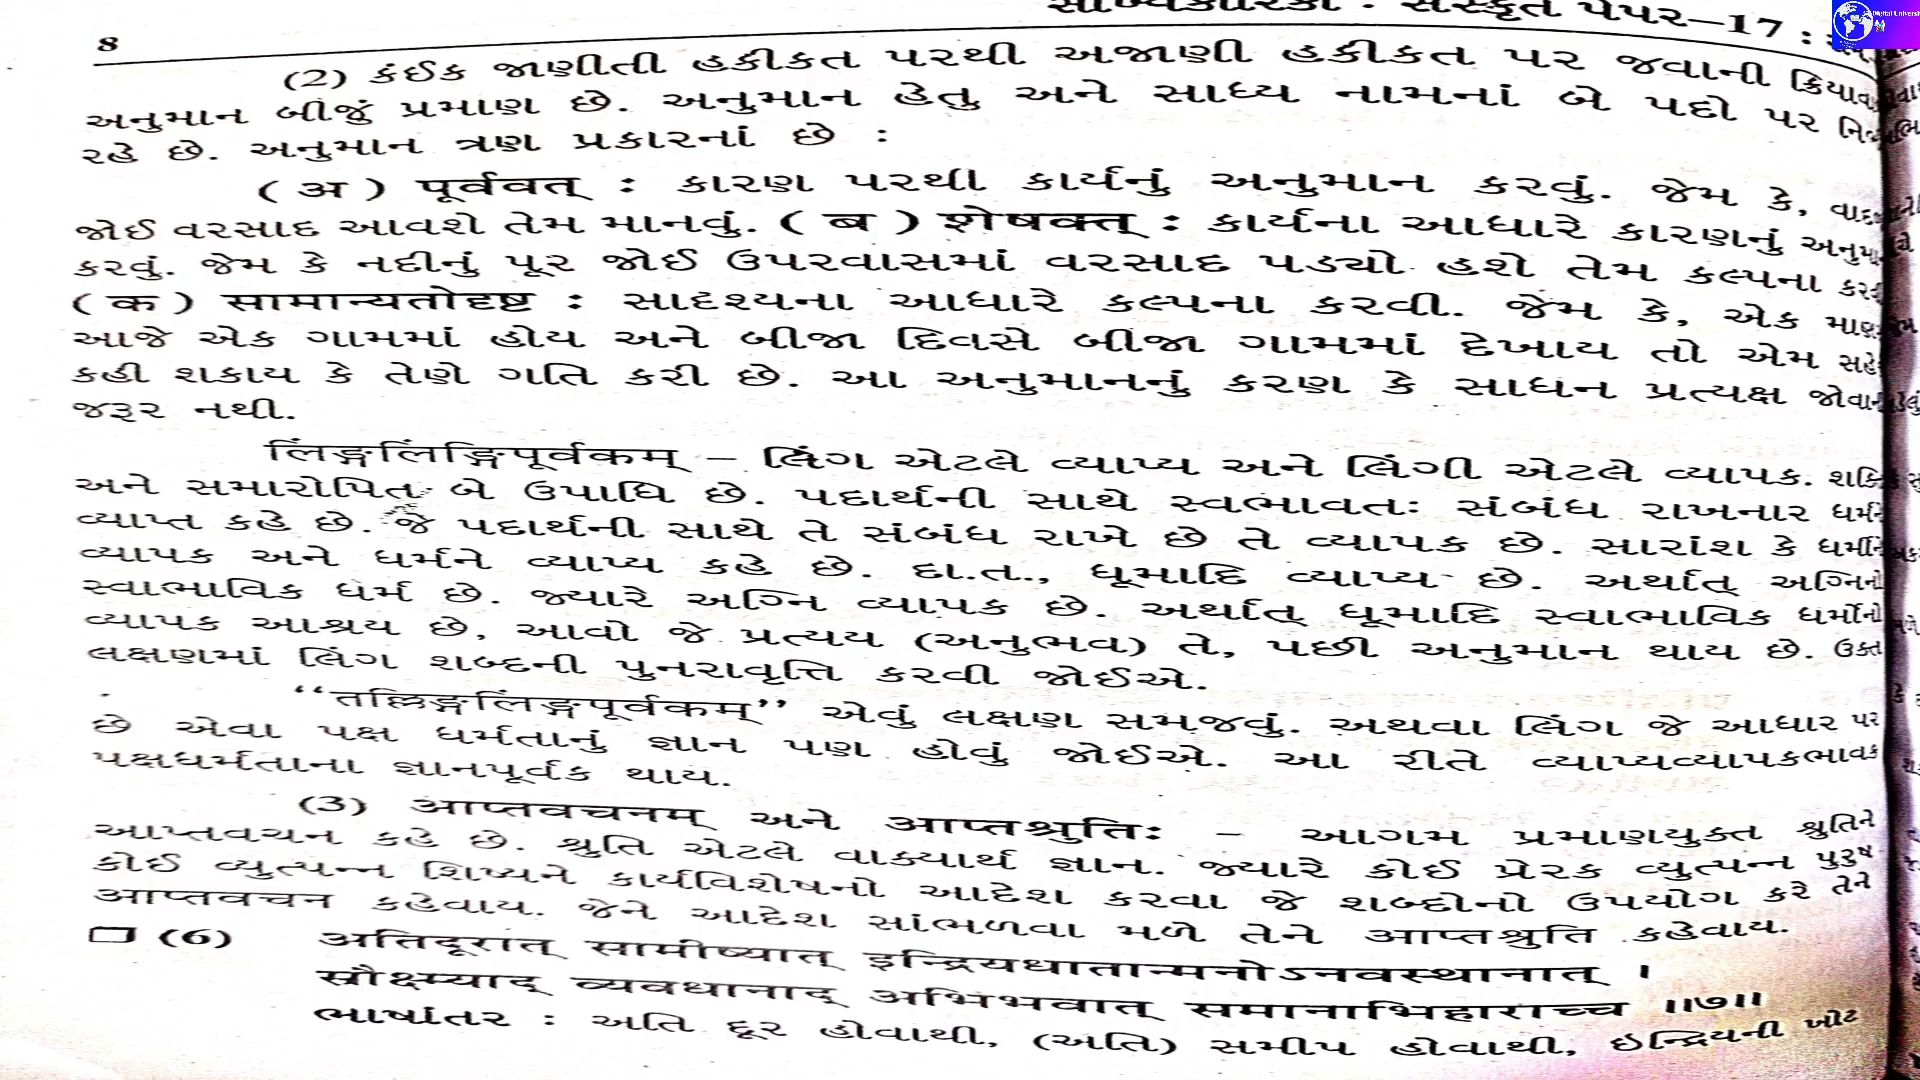 સાંખ્યકારિકા : સંસ્કૃત પેપર–17 :
Digital University
8
(2) કંઈક જાણીતી હકીકત પરથી અજાણી હકીકત પર જવાની
અનુમાન બીજું પ્રમાણ છે. અનુમાન હેતુ અને સાધ્ય નામનાં બે પદો પર
રહે છે. અનુમાન ત્રણ પ્રકારનાં છે :
(अ) पूर्ववत् : કારણ પરથી કાર્યનું અનુમાન કરવું. જેમ કે,
જોઈ વરસાદ આવશે તેમ માનવું. (ब) शेषवत् : કાર્યના આધારે કારણનું
કરવું. જેમ કે નદીનું પૂર જોઈ ઉપરવાસમાં વરસાદ પડ્યો હશે તેમ કલ્પના
(क) सामान्यतोदृष्ट : સાદૃશ્યના આધારે કલ્પના કરવી. જેમ કે, એક
આજે એક ગામમાં હોય અને બીજા દિવસે બીજા ગામમાં દેખાય તો એમ
કહી શકાય કે તેણે ગતિ કરી છે. આ અનુમાનનું કરણ કે સાધન પ્રત્યક્ષ
જરૂર નથી.
लिंङ्गलिंङ्गिपूर्वकम् – લિંગ એટલે વ્યાપ્ય અને લિંગી એટલે વ્યાપક.
અને સમારોપિત બે ઉપાધિ છે. પદાર્થની સાથે સ્વભાવતઃ સંબંધ રાખનાર
વ્યાપ્ત કહે છે. જે પદાર્થની સાથે તે સંબંધ રાખે છે તે વ્યાપક છે. સારાંશ કે
વ્યાપક અને ધર્મને વ્યાપ્ય કહે છે. દા.ત., ધૂમાદિ વ્યાપ્ય છે. અર્થાત્ અગ્નિનો
સ્વાભાવિક ધર્મ છે. જ્યારે અગ્નિ વ્યાપક છે. અર્થાત્ ધૂમાદિ સ્વાભાવિક ધર્મોનો
વ્યાપક આશ્રય છે, આવો જે પ્રત્યય (અનુભવ) તે, પછી અનુમાન થાય છે. ઉક્ત
લક્ષણમાં લિંગ શબ્દની પુનરાવૃત્તિ કરવી જોઈએ.
‘‘तल्लिङ्गलिंङ्गपूर्वकम्’’ એવું લક્ષણ સમજવું. અથવા લિંગ જે આધાર પર
છે એવા પક્ષ ધર્મતાનું જ્ઞાન પણ હોવું જોઈએ. આ રીતે વ્યાપ્યવ્યાપકભાવક
પક્ષધર્મતાના જ્ઞાનપૂર્વક થાય.
(3) आप्तवचनम् અને आप्तश्रुतिः – આગમ પ્રમાણયુક્ત શ્રુતિને
આપ્તવચન કહે છે. શ્રુતિ એટલે વાક્યાર્થ જ્ઞાન. જ્યારે કોઈ પ્રેરક વ્યુત્પન્ન પુરુષ
કોઈ વ્યુત્પન્ન શિષ્યને કાર્યવિશેષનો આદેશ કરવા જે શબ્દોનો ઉપયોગ કરે તેને
આપ્તવચન કહેવાય. જેને આદેશ સાંભળવા મળે તેને આપ્તશ્રુતિ કહેવાય.
(6) अतिदूरात् सामीप्यात् इन्द्रियधातान्मनोऽनवस्थानात् ।
सौक्ष्म्याद् व्यवधानाद् अभिभवात् समानाभिहाराच्च ॥७॥
ભાષાંતર : અતિ દૂર હોવાથી, (અતિ) સમીપ હોવાથી, ઇન્દ્રિયની ખોટ